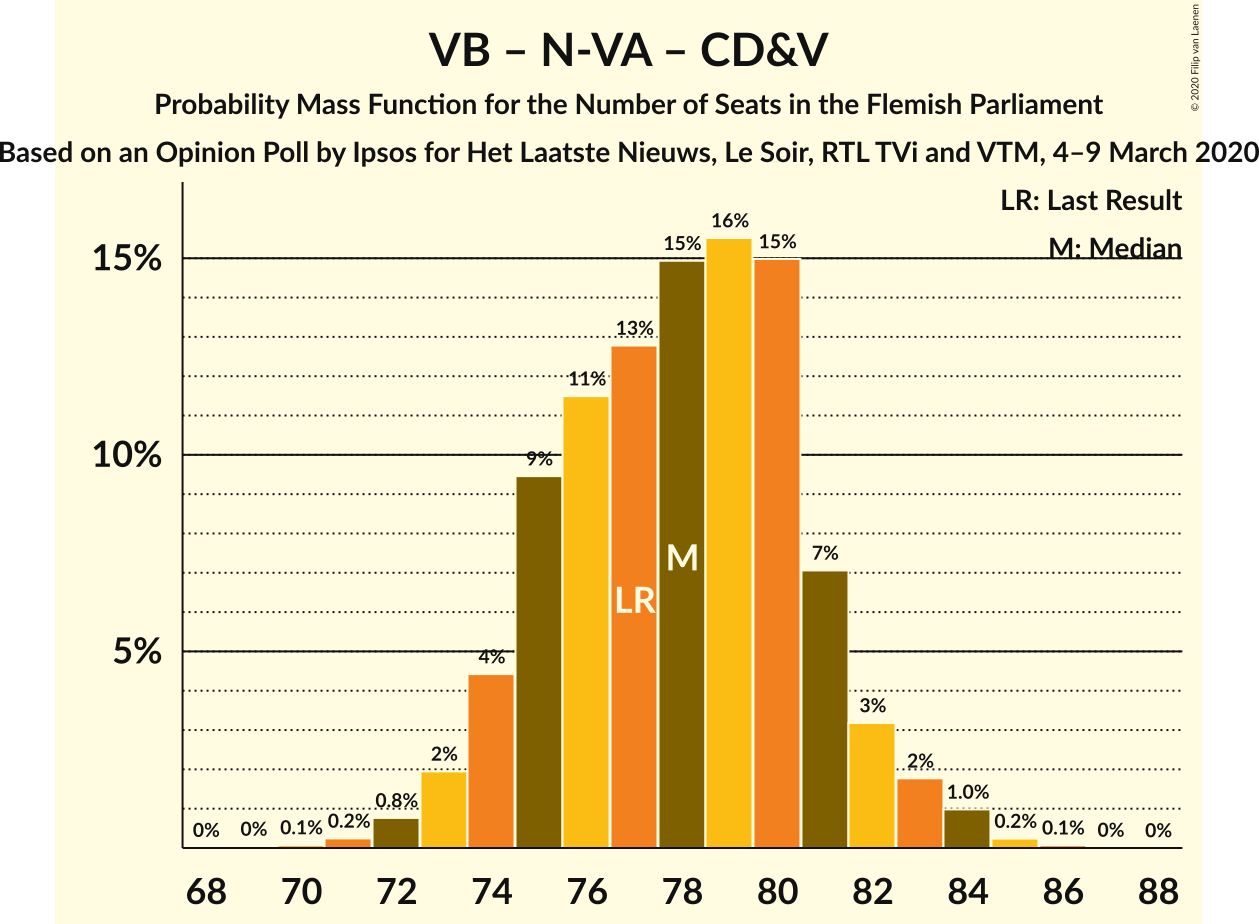 VB – N-VA – CD&V
© 2020 Filip van Laenen
Probability Mass Function for the Number of Seats in the Flemish Parliament
Based on an Opinion Poll by Ipsos for Het Laatste Nieuws, Le Soir, RTL TVi and VTM, 4–9 March 2020
LR: Last Result
M: Median
15%
10%
5%
0%
0%
0.1%
0.2%
0.8%
2%
4%
9%
11%
13%
15%
16%
15%
7%
3%
2%
1.0%
0.2%
0.1%
0%
0%
LR
M
68 70 72 74 76 78 80 82 84 86 88